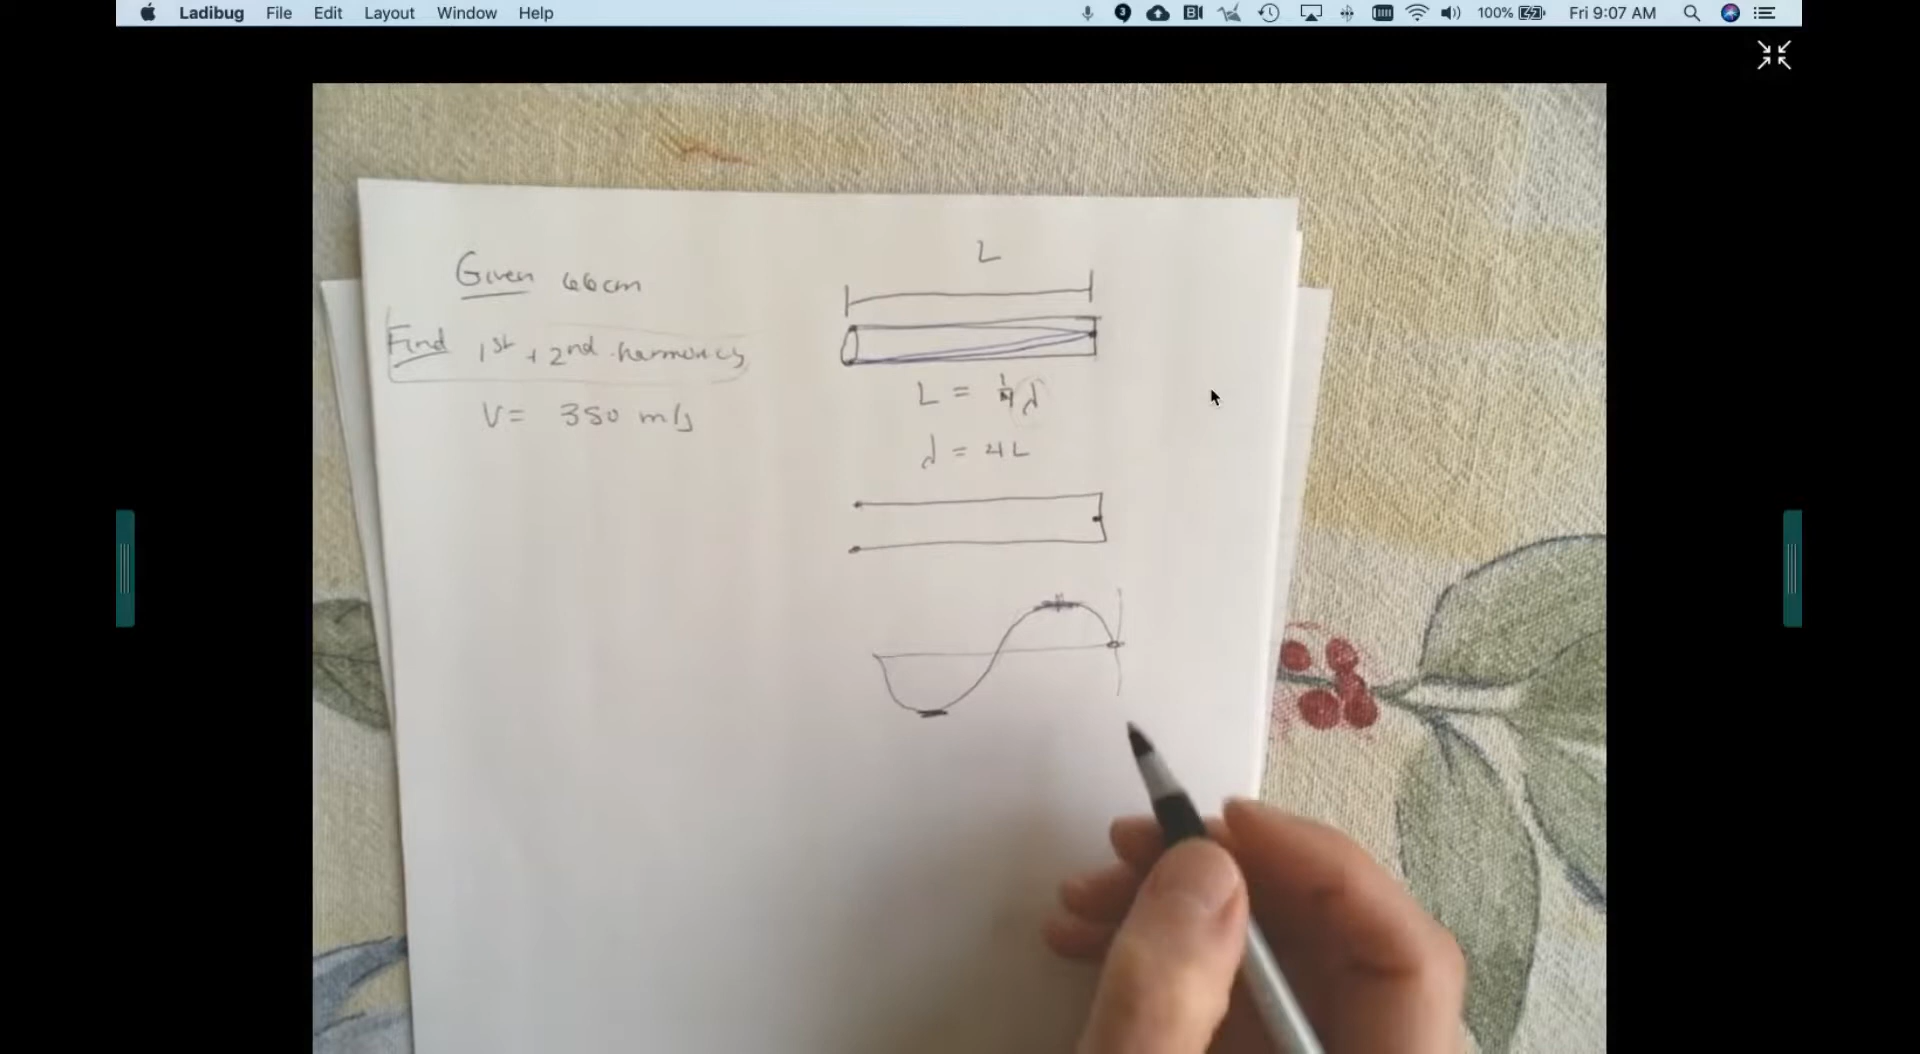 Ladibug File Edit Layout Window Help 100% Fri 9:07 AM
Given 66cm
Find 1st + 2nd harmonics
V = 350 m/s
L
L = 1/4 λ
λ = 4L